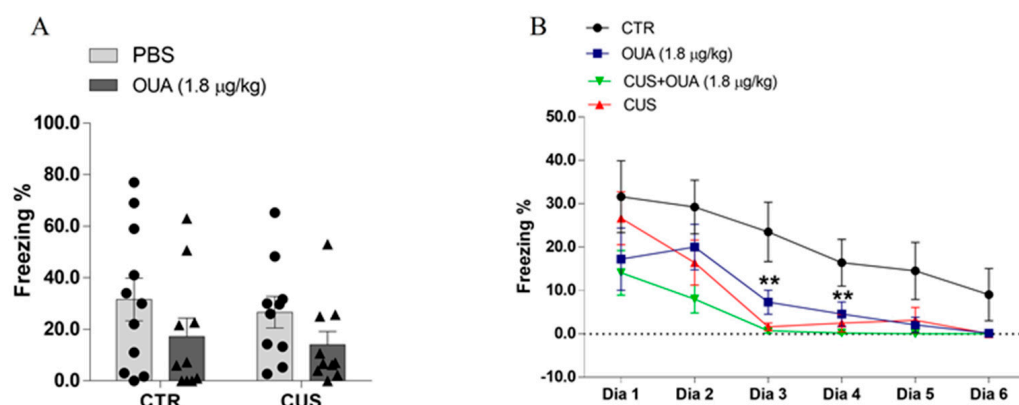 A
PBS
OUA (1.8 µg/kg)
100.0
80.0
60.0
40.0
20.0
0.0
Freezing %
CTR
CUS
B
CTR
OUA (1.8 µg/kg)
CUS+OUA (1.8 µg/kg)
CUS
50.0
40.0
30.0
20.0
10.0
0.0
-10.0
Freezing %
**
**
Dia 1 Dia 2 Dia 3 Dia 4 Dia 5 Dia 6